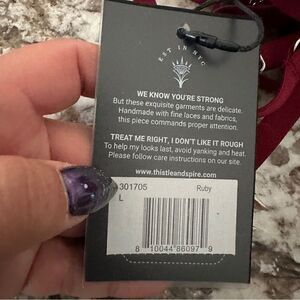 EST IN NYC
WE KNOW YOU'RE STRONG
But these exquisite garments are delicate.
Handmade with fine laces and fabrics,
this piece commands proper attention.
TREAT ME RIGHT, I DON'T LIKE IT ROUGH
To help my looks last, avoid yanking and heat.
Please follow care instructions on our site.
www.thistleandspire.com
301705 Ruby
L
8 10044 86097 9